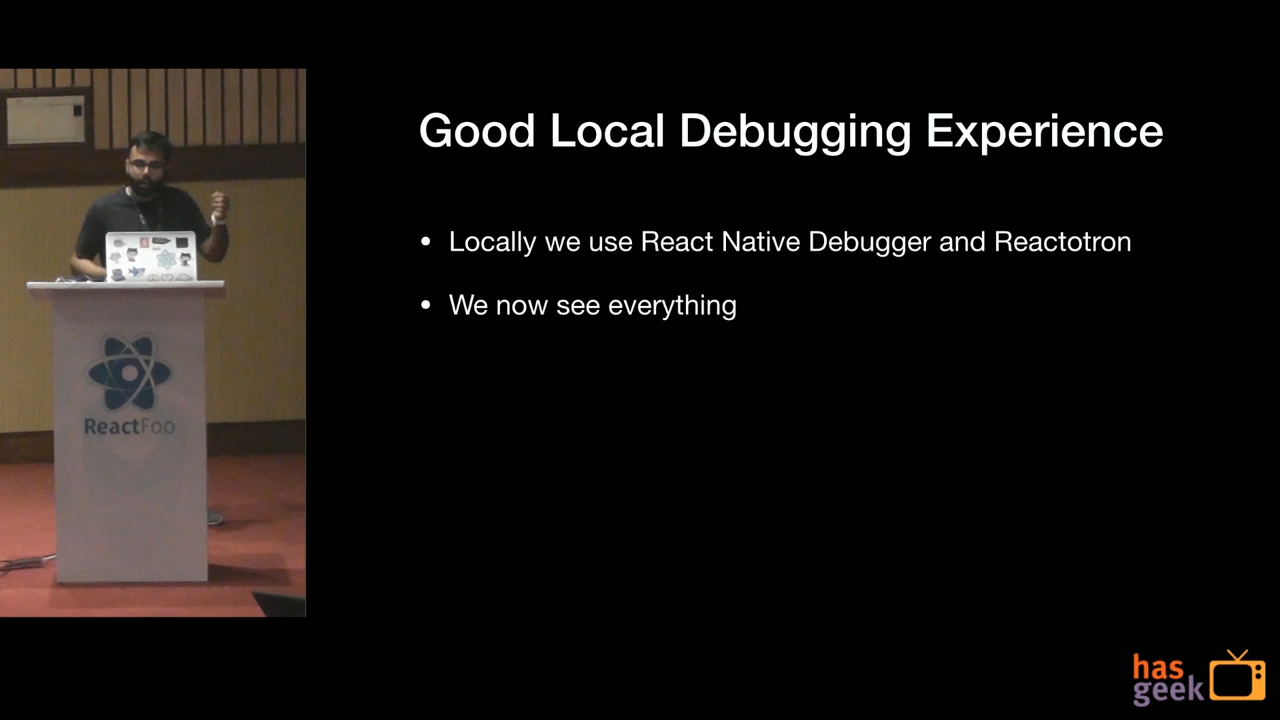 Good Local Debugging Experience
• Locally we use React Native Debugger and Reactotron
• We now see everything
ReactFoo
has
geek